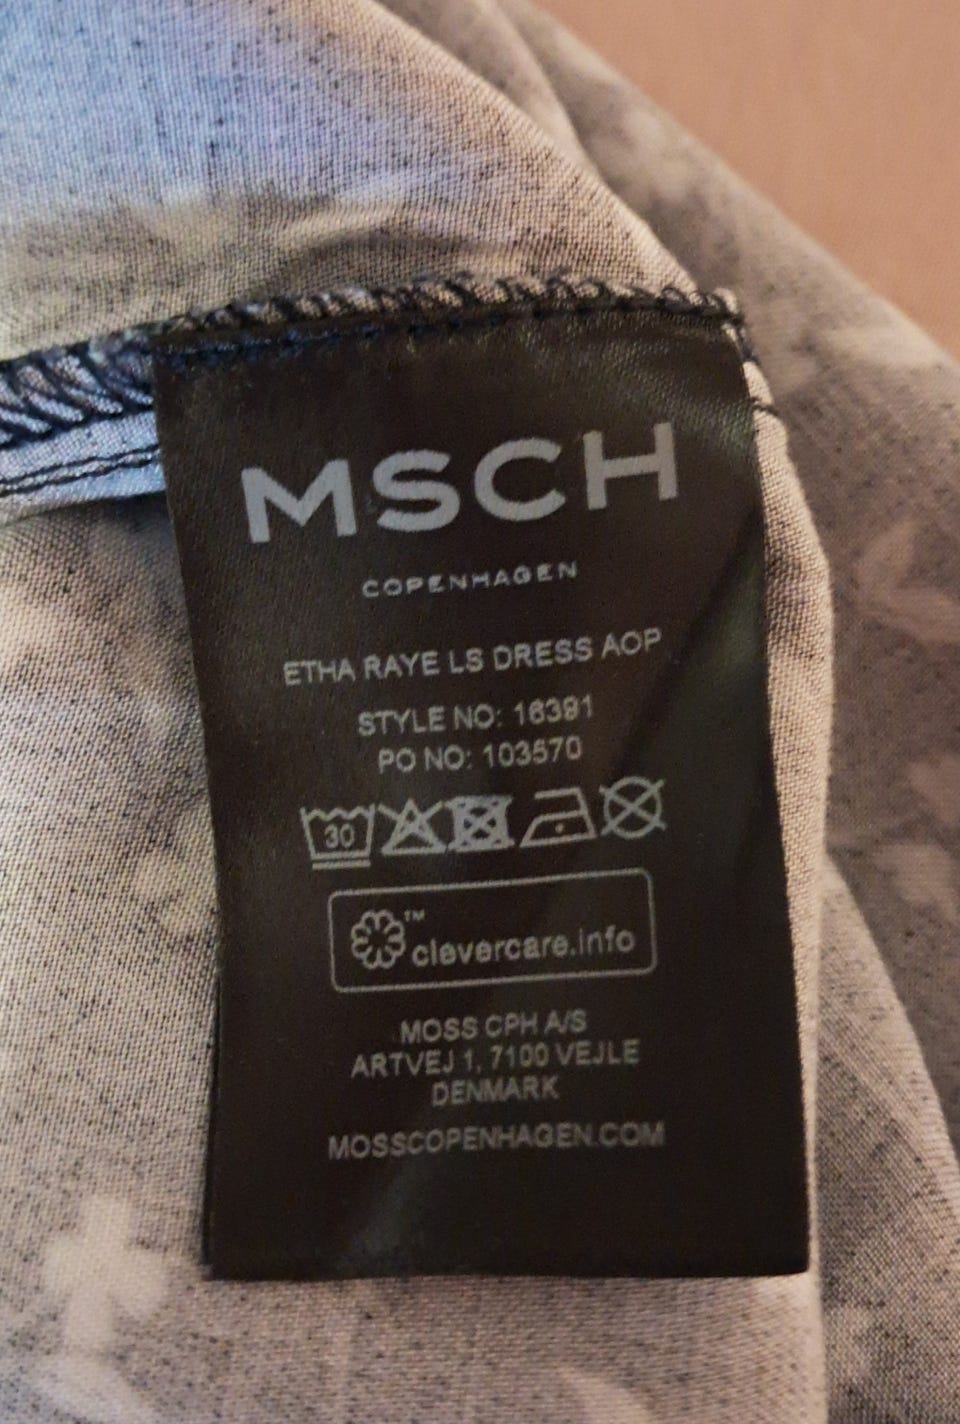 MSCH
COPENHAGEN
ETHA RAYE LS DRESS AOP
STYLE NO: 16391
PO NO: 103570
30
™
clevercare.info
MOSS CPH A/S
ARTVEJ 1, 7100 VEJLE
DENMARK
MOSSCOPENHAGEN.COM